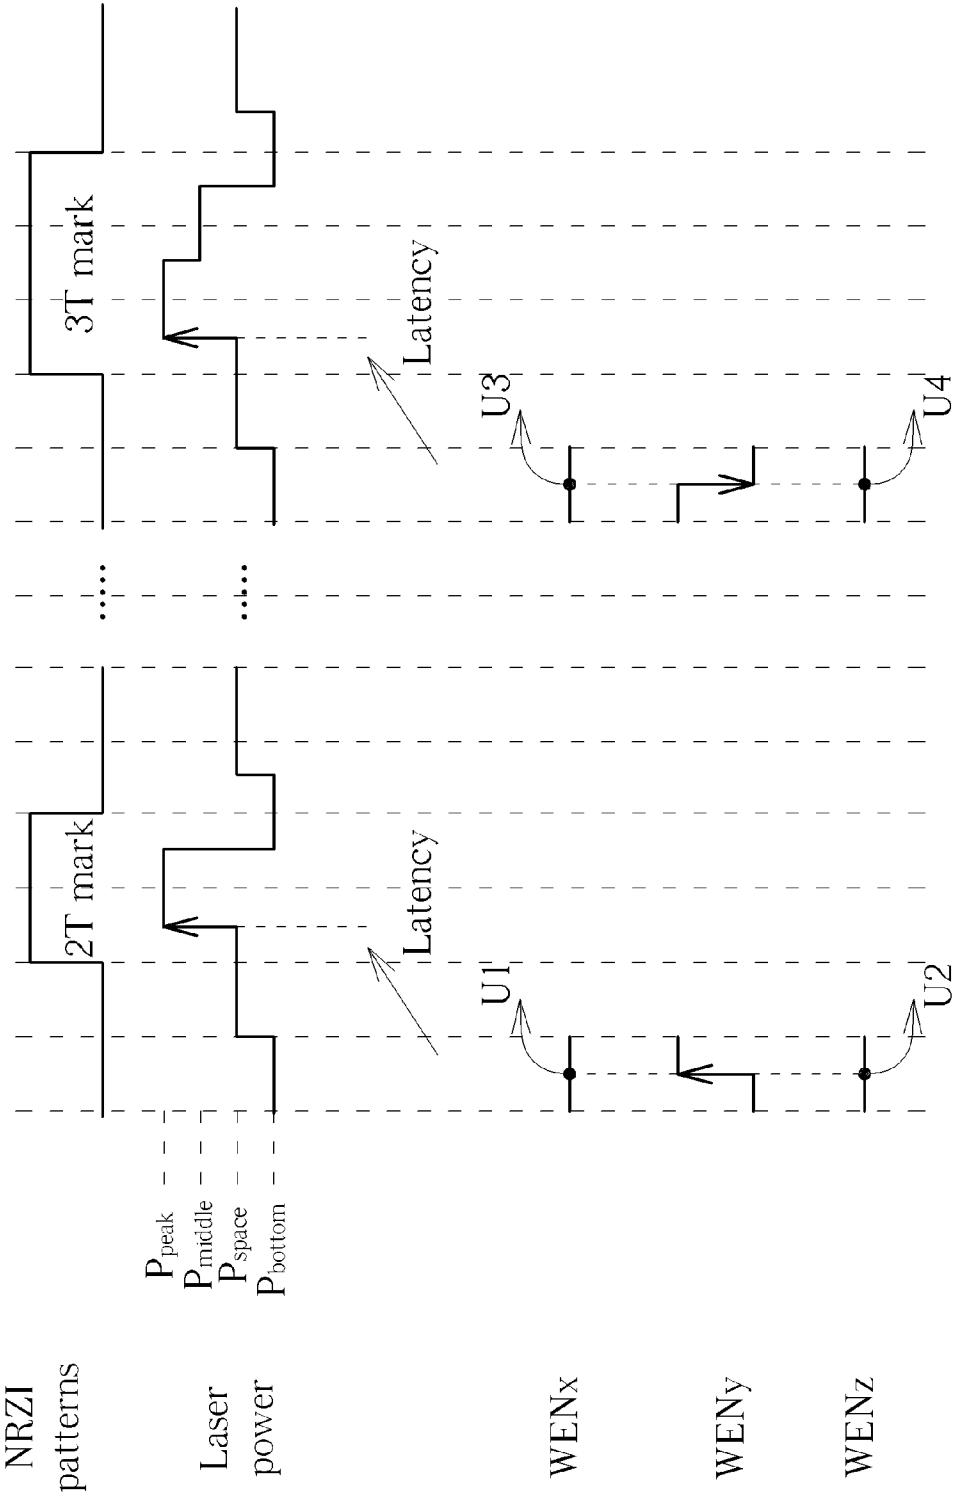 NRZI
patterns
2T mark
.....
3T mark
Laser
power
Ppeak
Pmiddle
Pspace
Pbottom
.....
Latency
Latency
WENx
U1
U3
WENy
WENz
U2
U4